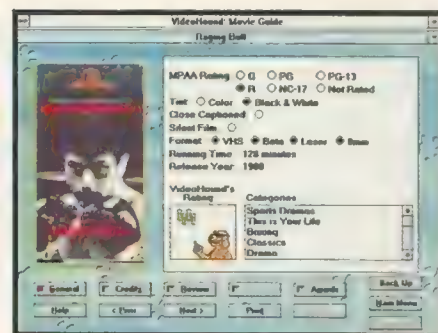 VideoHound: Movie Guide
Raging Bull
MPAA Rating G PG PG-13
R NC-17 Not Rated
Tint Color Black & White
Close Captioned
Silent Film
Format VHS Beta Laser 8mm
Running Time 128 minutes
Release Year 1980
VideoHound's
Rating
Categories
Sports Dramas
This is Your Life
Boxing
Classics
Drama
General Credits Review Awards Back Up
Help < Prev Next > Print Main Menu